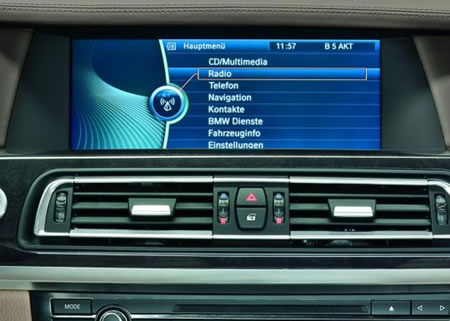 Hauptmenü 11:57 B 5 AKT
CD/Multimedia
Radio
Telefon
Navigation
Kontakte
BMW Dienste
Fahrzeuginfo
Einstellungen
MODE